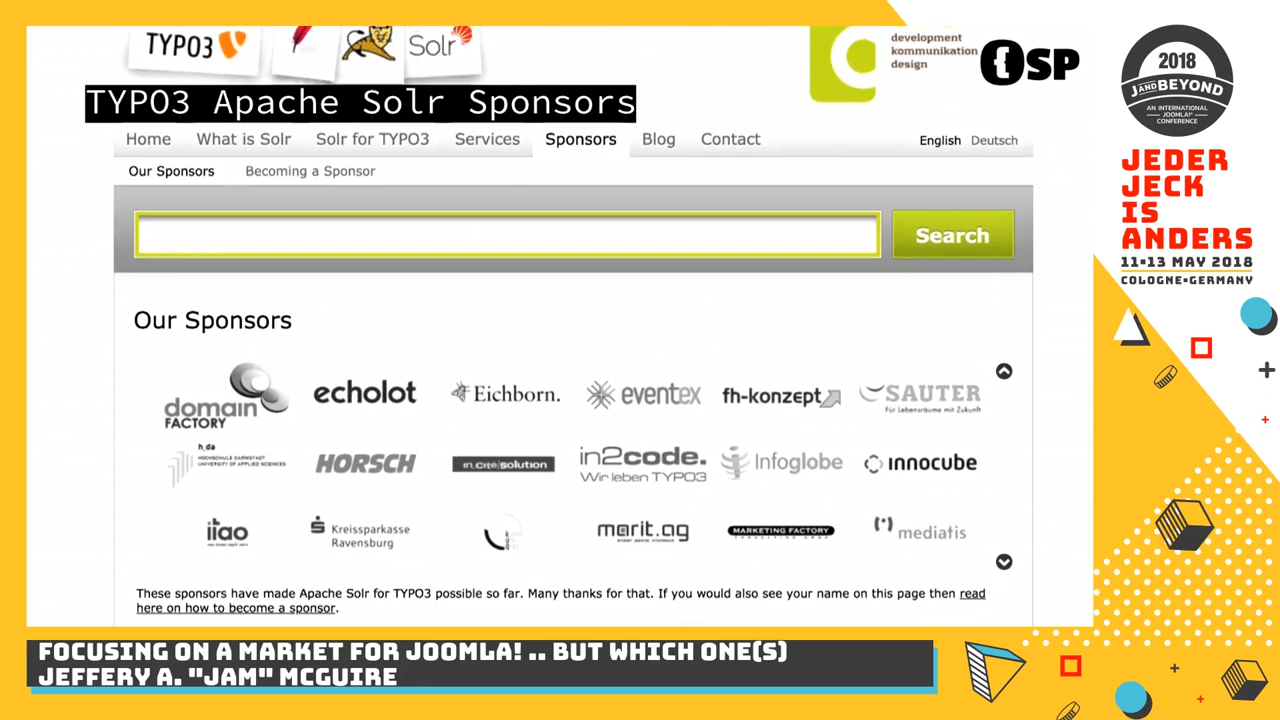 TYPO3
Solr
development
kommunikation
design
OSP
TYPO3 Apache Solr Sponsors
Home What is Solr Solr for TYPO3 Services Sponsors Blog Contact English Deutsch
Our Sponsors Becoming a Sponsor
Search
Our Sponsors
domain
FACTORY
echolot
Eichborn.
eventex
fh-konzept
SAUTER
Für Lebensräume mit Zukunft
h_da
HOCHSCHULE DARMSTADT
UNIVERSITY OF APPLIED SCIENCES
HORSCH
in_cite solution
in2code.
Wir leben TYPO3
Infoglobe
innocube
itao
Kreissparkasse
Ravensburg
marit.ag
MARKETING FACTORY
mediatis
These sponsors have made Apache Solr for TYPO3 possible so far. Many thanks for that. If you would also see your name on this page then read
here on how to become a sponsor.
2018
J AND BEYOND
AN INTERNATIONAL
JOOMLA!
CONFERENCE
JEDER
JECK
IS
ANDERS
11-13 MAY 2018
COLOGNE•GERMANY
FOCUSING ON A MARKET FOR JOOMLA! .. BUT WHICH ONE(S)
JEFFERY A. "JAM" MCGUIRE